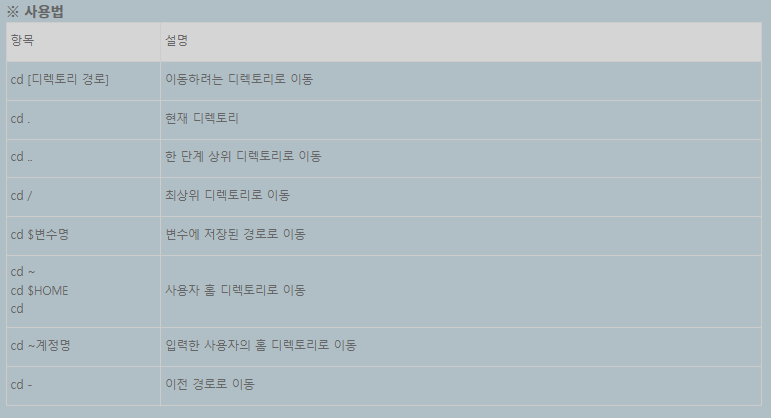 ※ 사용법
항목 설명
cd [디렉토리 경로] 이동하려는 디렉토리로 이동
cd . 현재 디렉토리
cd .. 한 단계 상위 디렉토리로 이동
cd / 최상위 디렉토리로 이동
cd $변수명 변수에 저장된 경로로 이동
cd ~
cd $HOME 사용자 홈 디렉토리로 이동
cd
cd ~계정명 입력한 사용자의 홈 디렉토리로 이동
cd - 이전 경로로 이동